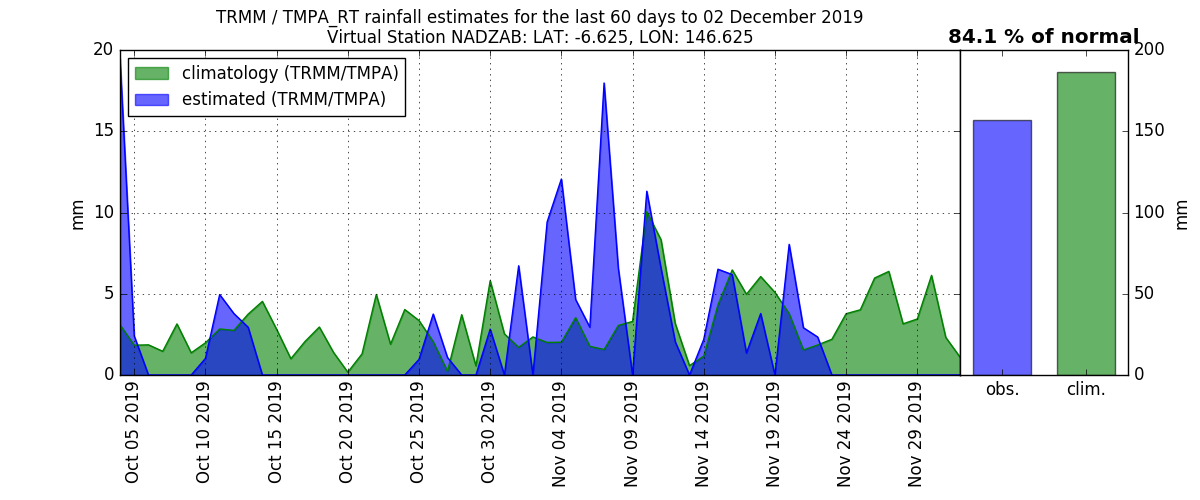 TRMM / TMPA_RT rainfall estimates for the last 60 days to 02 December 2019
Virtual Station NADZAB: LAT: -6.625, LON: 146.625
84.1 % of normal
climatology (TRMM/TMPA)
estimated (TRMM/TMPA)
20
15
10
5
0
mm
200
150
100
50
0
mm
Oct 05 2019
Oct 10 2019
Oct 15 2019
Oct 20 2019
Oct 25 2019
Oct 30 2019
Nov 04 2019
Nov 09 2019
Nov 14 2019
Nov 19 2019
Nov 24 2019
Nov 29 2019
obs.
clim.